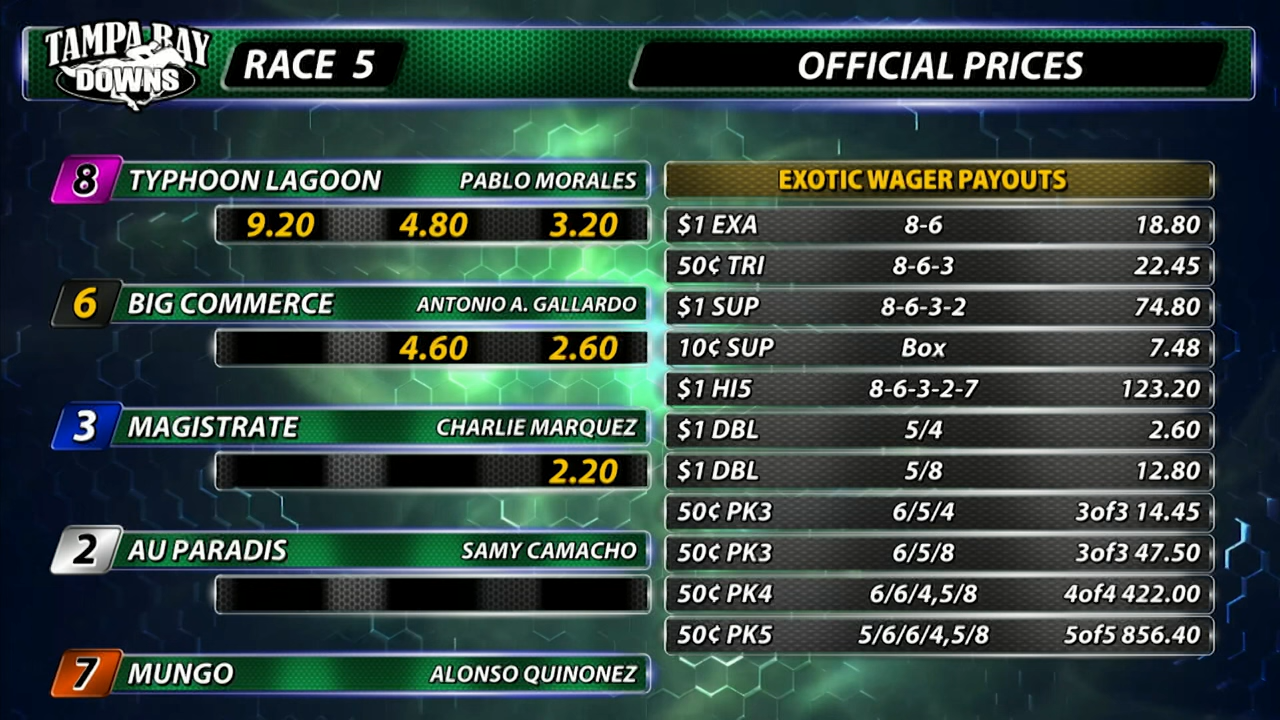 TAMPA BAY
DOWNS
RACE 5
OFFICIAL PRICES
8 TYPHOON LAGOON PABLO MORALES
9.20 4.80 3.20
6 BIG COMMERCE ANTONIO A. GALLARDO
4.60 2.60
3 MAGISTRATE CHARLIE MARQUEZ
2.20
2 AU PARADIS SAMY CAMACHO
7 MUNGO ALONSO QUINONEZ
EXOTIC WAGER PAYOUTS
$1 EXA 8-6 18.80
50¢ TRI 8-6-3 22.45
$1 SUP 8-6-3-2 74.80
10¢ SUP Box 7.48
$1 HI5 8-6-3-2-7 123.20
$1 DBL 5/4 2.60
$1 DBL 5/8 12.80
50¢ PK3 6/5/4 3of3 14.45
50¢ PK3 6/5/8 3of3 47.50
50¢ PK4 6/6/4,5/8 4of4 422.00
50¢ PK5 5/6/6/4,5/8 5of5 856.40